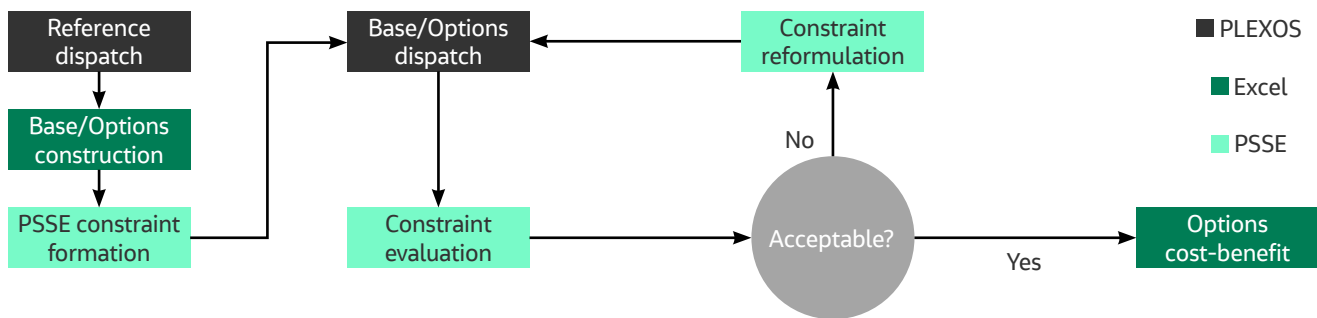 Reference
dispatch
Base/Options
construction
PSSE constraint
formation
Base/Options
dispatch
Constraint
evaluation
Constraint
reformulation
No
Acceptable?
Yes
Options
cost-benefit
PLEXOS
Excel
PSSE